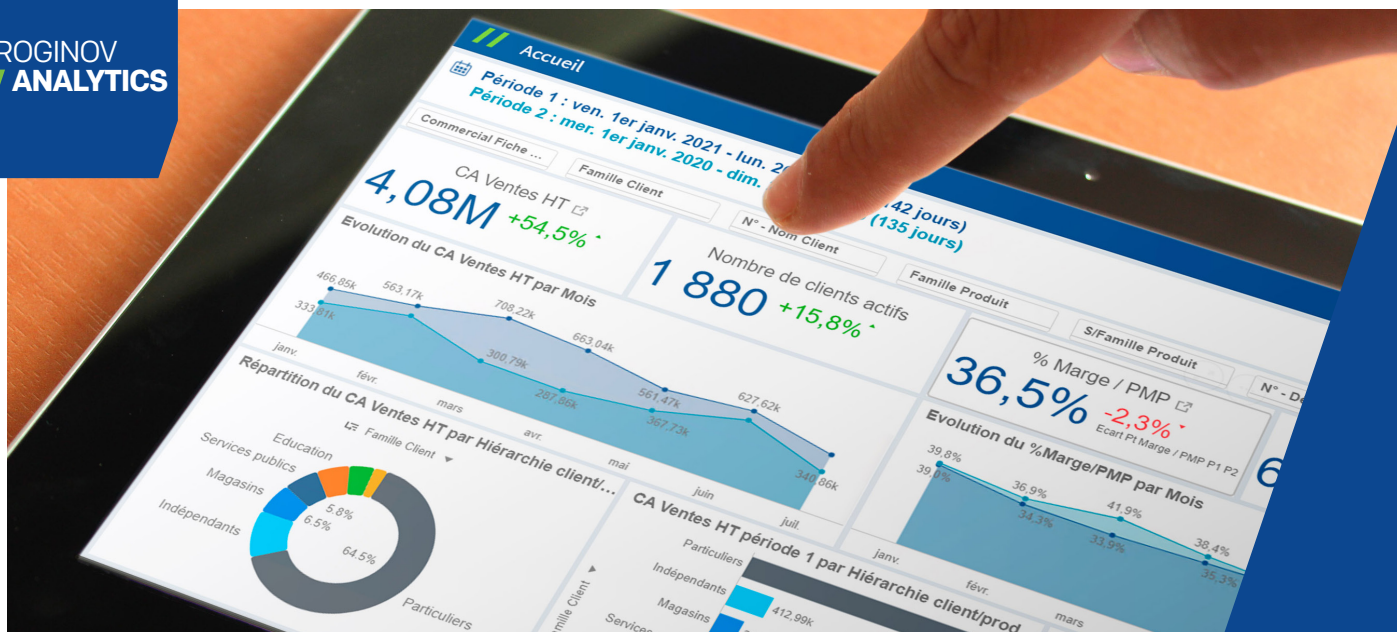 ROGINOV
ANALYTICS
Accueil
Période 1 : ven. 1er janv. 2021 - lun.
142 jours)
Période 2 : mer. 1er janv. 2020 - dim.
(135 jours)
Commercial Fiche ...
Famille Client
N° - Nom Client
Famille Produit
S/Famille Produit
CA Ventes HT
4,08M +54,5%
Nombre de clients actifs
1 880 +15,8%
% Marge / PMP
36,5% -2,3%
Ecart Pt Marge / PMP P1 P2
6
Evolution du CA Ventes HT par Mois
466,85k
563,17k
708,22k
663,04k
561,47k
627,62k
333,81k
300,79k
287,86k
367,73k
340,86k
janv.
févr.
mars
avr.
mai
juin
juil.
Evolution du %Marge/PMP par Mois
39,8%
36,9%
41,9%
38,4%
34,3%
33,9%
35,3%
janv.
févr.
mars
Répartition du CA Ventes HT par Hiérarchie client/...
Famille Client
Education
Services publics
Magasins
Indépendants
5.8%
6.5%
64.5%
Particuliers
CA Ventes HT période 1 par Hiérarchie client/prod
Particuliers
Indépendants
412,99k
Magasins
Services
mille Client